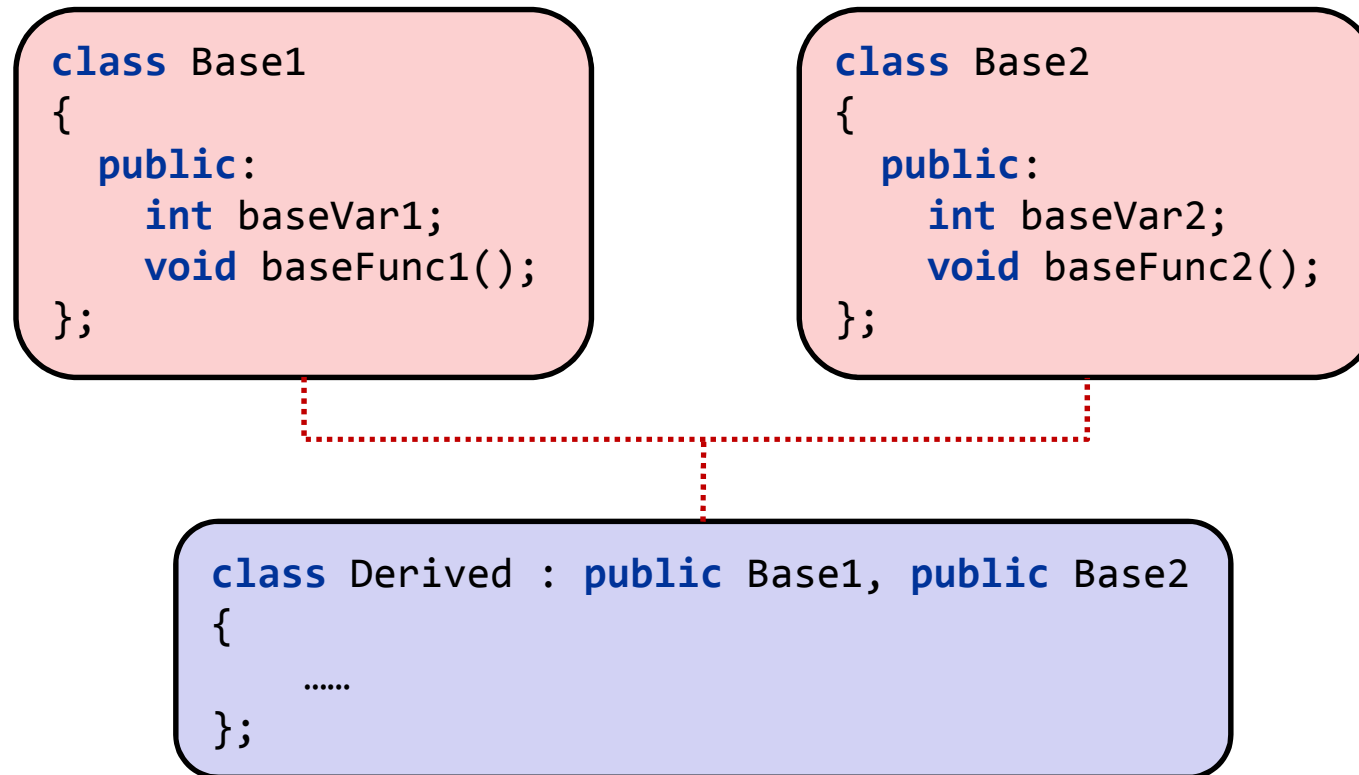 class Base1
{
  public:
    int baseVar1;
    void baseFunc1();
};
class Base2
{
  public:
    int baseVar2;
    void baseFunc2();
};
class Derived : public Base1, public Base2
{
    ……
};